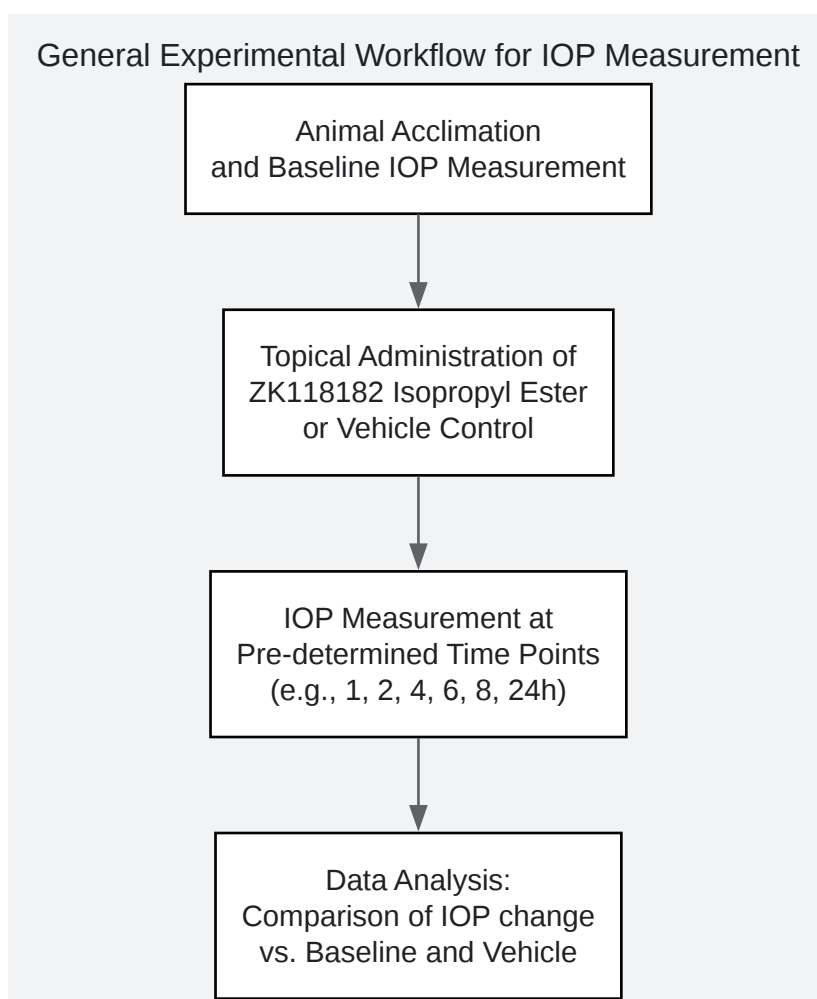 General Experimental Workflow for IOP Measurement
Animal Acclimation
and Baseline IOP Measurement
Topical Administration of
ZK118182 Isopropyl Ester
or Vehicle Control
IOP Measurement at
Pre-determined Time Points
(e.g., 1, 2, 4, 6, 8, 24h)
Data Analysis:
Comparison of IOP change
vs. Baseline and Vehicle